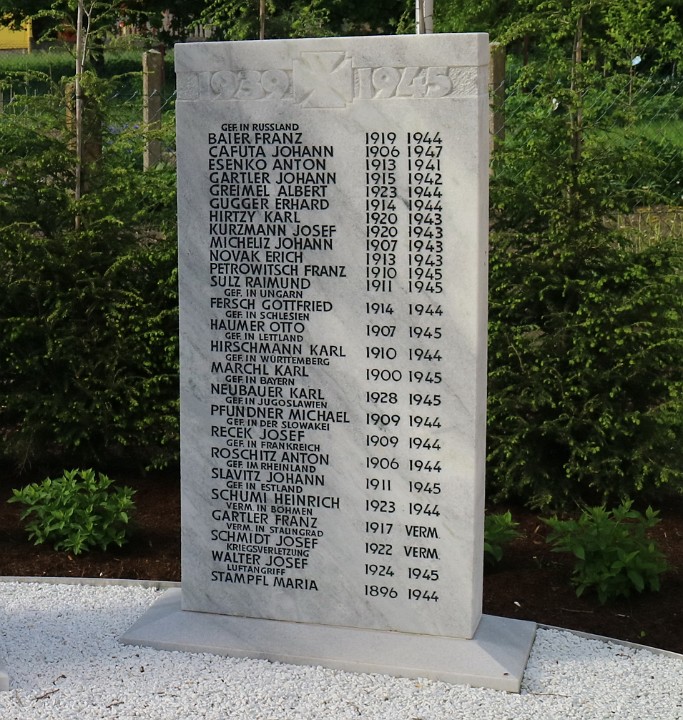 1939 1945
GEF. IN RUSSLAND
BAIER FRANZ 1919 1944
CAFUTA JOHANN 1906 1947
ESENKO ANTON 1913 1941
GARTLER JOHANN 1915 1942
GREIMEL ALBERT 1923 1944
GUGGER ERHARD 1914 1944
HIRTZY KARL 1920 1943
KURZMANN JOSEF 1920 1943
MICHELIZ JOHANN 1907 1943
NOVAK ERICH 1913 1943
PETROWITSCH FRANZ 1910 1945
SULZ RAIMUND 1911 1945
GEF. IN UNGARN
FERSCH GOTTFRIED 1914 1944
GEF. IN SCHLESIEN
HAUMER OTTO 1907 1945
GEF. IN LETTLAND
HIRSCHMANN KARL 1910 1944
GEF. IN WÜRTTEMBERG
MARCHL KARL 1900 1945
GEF. IN BAYERN
NEUBAUER KARL 1928 1945
GEF. IN JUGOSLAWIEN
PFUNDNER MICHAEL 1909 1944
GEF. IN DER SLOWAKEI
RECEK JOSEF 1909 1944
GEF. IN FRANKREICH
ROSCHITZ ANTON 1906 1944
GEF. IM RHEINLAND
SLAVITZ JOHANN 1911 1945
GEF. IN ESTLAND
SCHUMI HEINRICH 1923 1944
VERM. IN BÖHMEN
GARTLER FRANZ 1917 VERM.
VERM. IN STALINGRAD
SCHMIDT JOSEF 1922 VERM.
KRIEGSVERLETZUNG
WALTER JOSEF 1924 1945
LUFTANGRIFF
STAMPFL MARIA 1896 1944